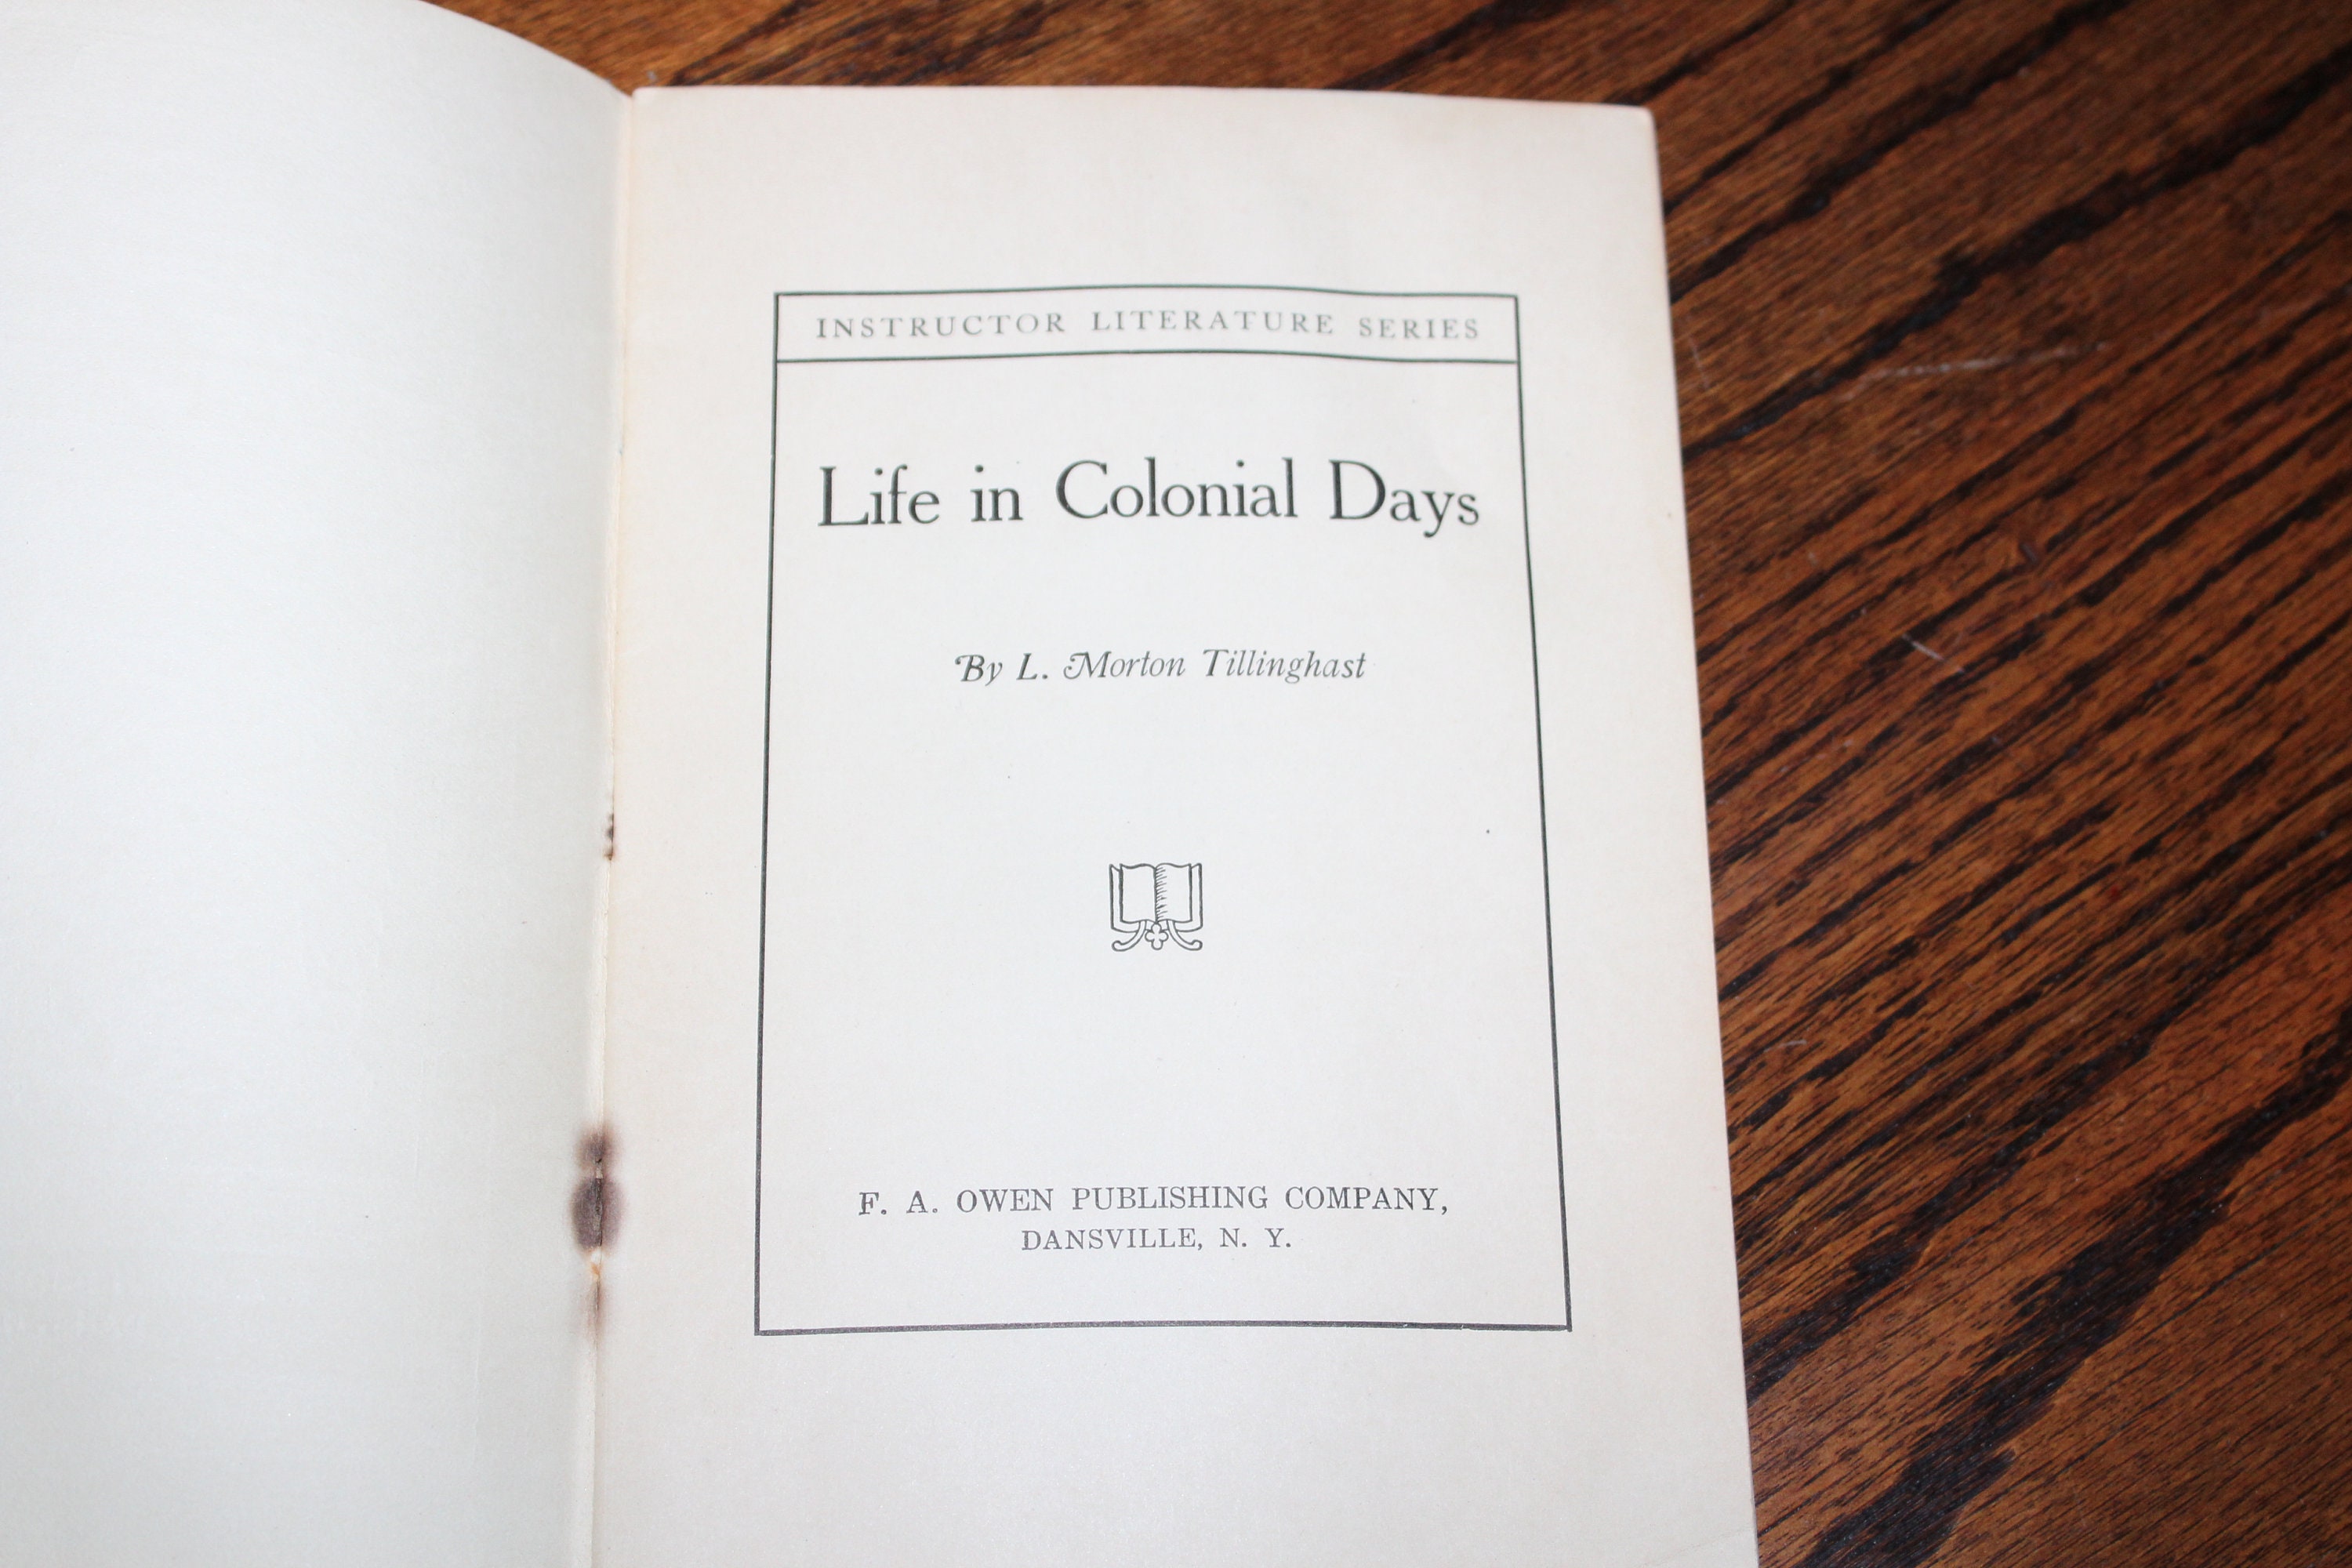 INSTRUCTOR LITERATURE SERIES
Life in Colonial Days
By L. Morton Tillinghast
F. A. OWEN PUBLISHING COMPANY,
DANSVILLE, N. Y.